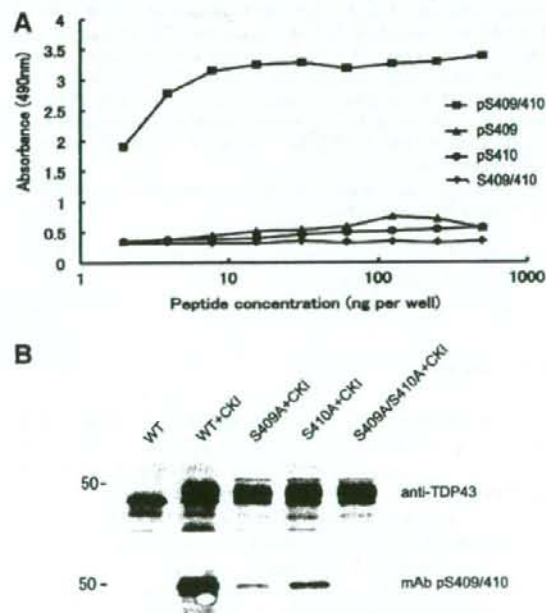 A
Absorbance (490nm)
4
3.5
3
2.5
2
1.5
1
0.5
0
pS409/410
pS409
pS410
S409/410
1 10 100 1000
Peptide concentration (ng per well)
B
WT
WT+CKI
S409A+CKI
S410A+CKI
S409A/S410A+CKI
50-
anti-TDP43
50-
mAb pS409/410